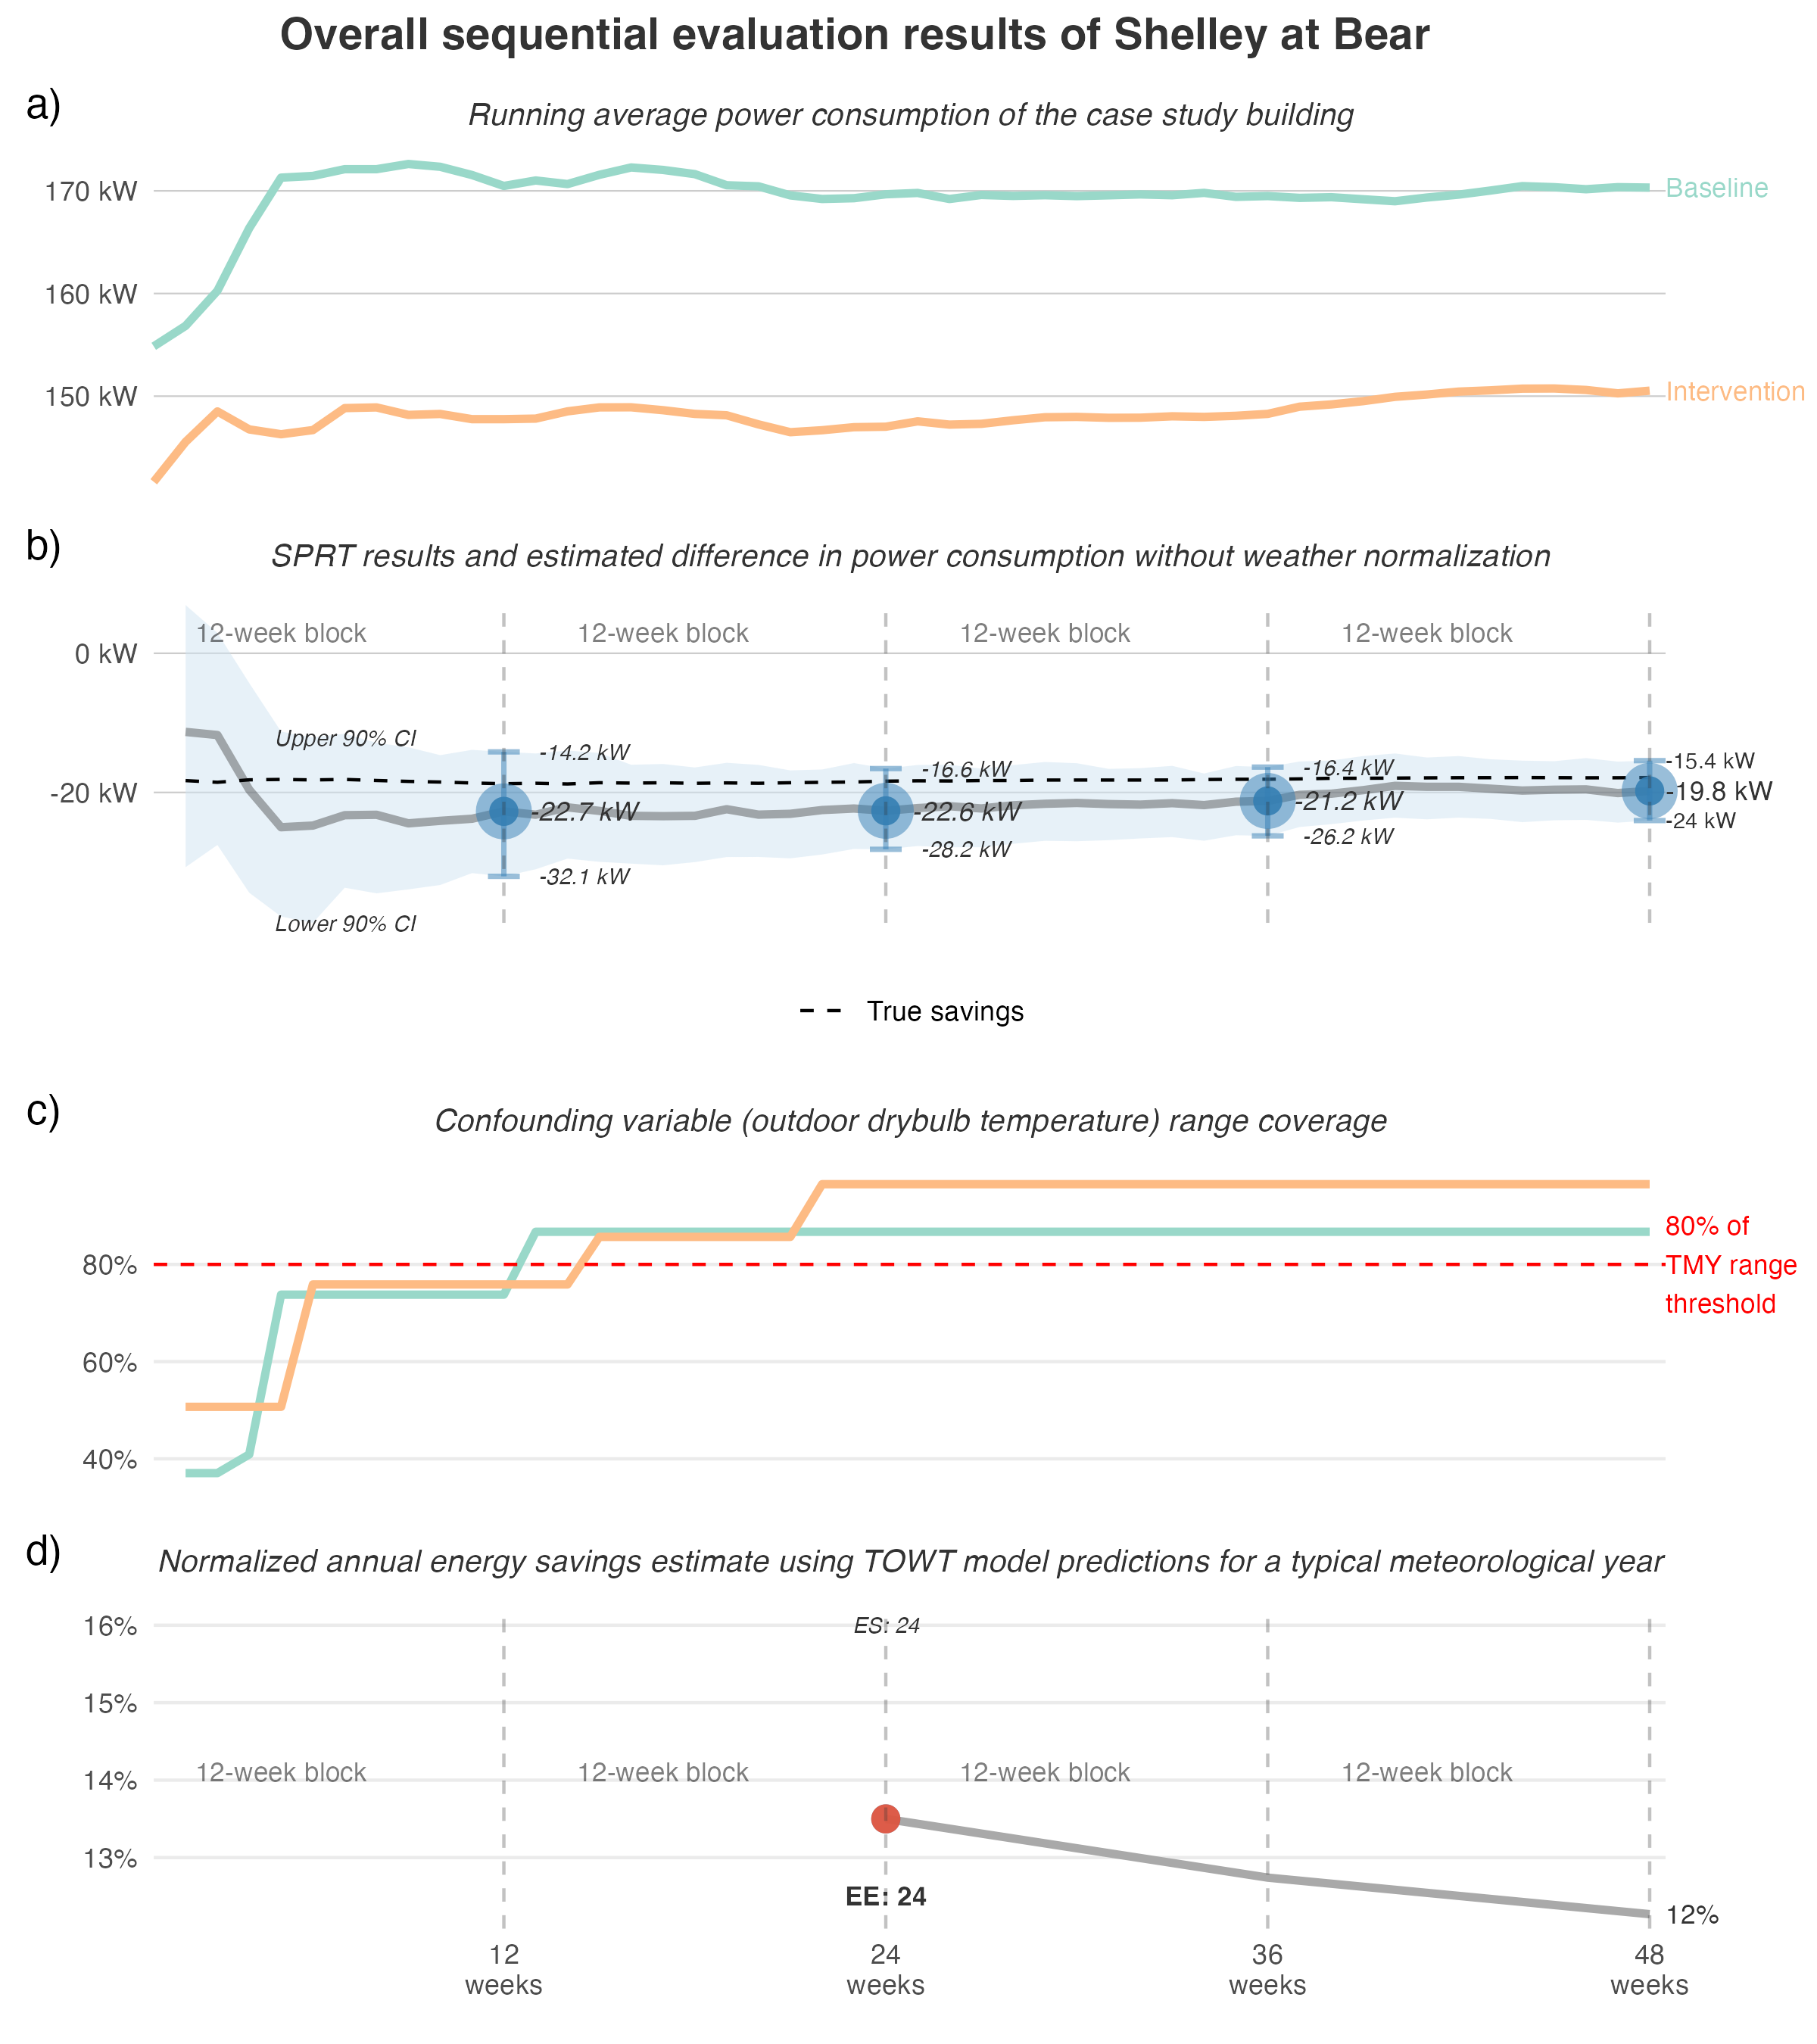 Overall sequential evaluation results of Shelley at Bear
a)
Running average power consumption of the case study building
170 kW
Baseline
160 kW
150 kW
Intervention
b)
SPRT results and estimated difference in power consumption without weather normalization
12-week block
12-week block
12-week block
12-week block
0 kW
Upper 90% CI
-14.2 kW
-16.6 kW
-16.4 kW
-15.4 kW
-20 kW
-22.7 kW
-22.6 kW
-21.2 kW
-19.8 kW
-32.1 kW
-28.2 kW
-26.2 kW
-24 kW
Lower 90% CI
True savings
c)
Confounding variable (outdoor drybulb temperature) range coverage
80%
60%
40%
80% of
TMY range
threshold
d)
Normalized annual energy savings estimate using TOWT model predictions for a typical meteorological year
16%
ES: 24
15%
14%
12-week block
12-week block
12-week block
12-week block
13%
EE: 24
12%
12
weeks
24
weeks
36
weeks
48
weeks